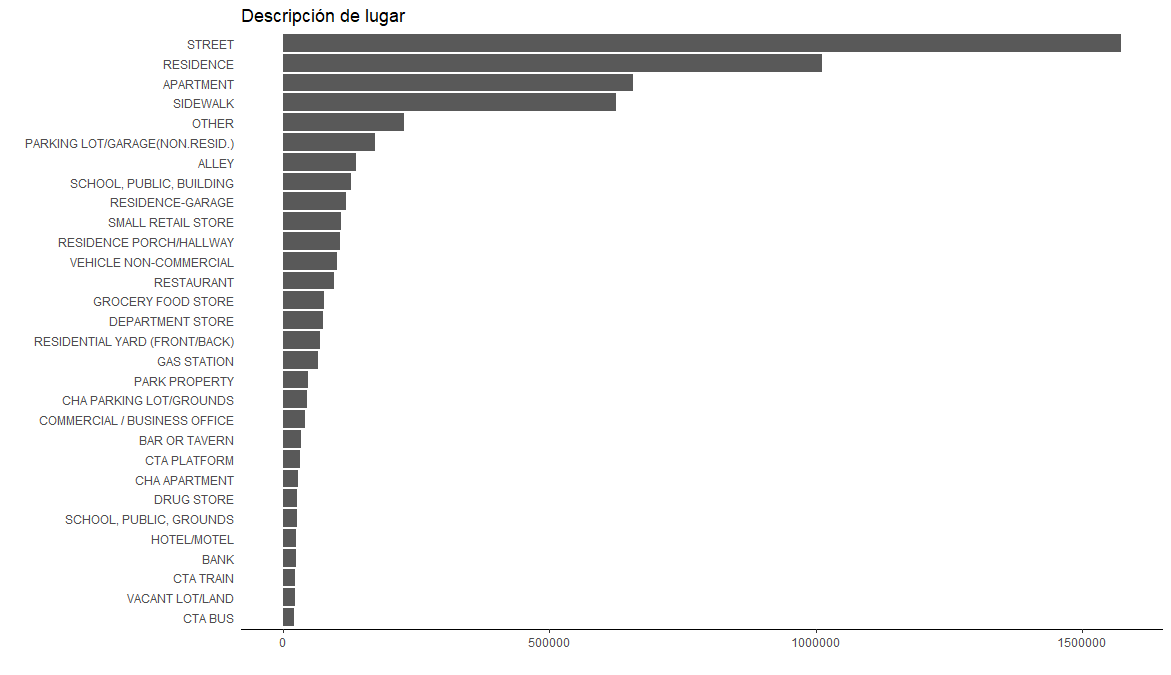 Descripción de lugar
STREET
RESIDENCE
APARTMENT
SIDEWALK
OTHER
PARKING LOT/GARAGE(NON.RESID.)
ALLEY
SCHOOL, PUBLIC, BUILDING
RESIDENCE-GARAGE
SMALL RETAIL STORE
RESIDENCE PORCH/HALLWAY
VEHICLE NON-COMMERCIAL
RESTAURANT
GROCERY FOOD STORE
DEPARTMENT STORE
RESIDENTIAL YARD (FRONT/BACK)
GAS STATION
PARK PROPERTY
CHA PARKING LOT/GROUNDS
COMMERCIAL / BUSINESS OFFICE
BAR OR TAVERN
CTA PLATFORM
CHA APARTMENT
DRUG STORE
SCHOOL, PUBLIC, GROUNDS
HOTEL/MOTEL
BANK
CTA TRAIN
VACANT LOT/LAND
CTA BUS
0 500000 1000000 1500000